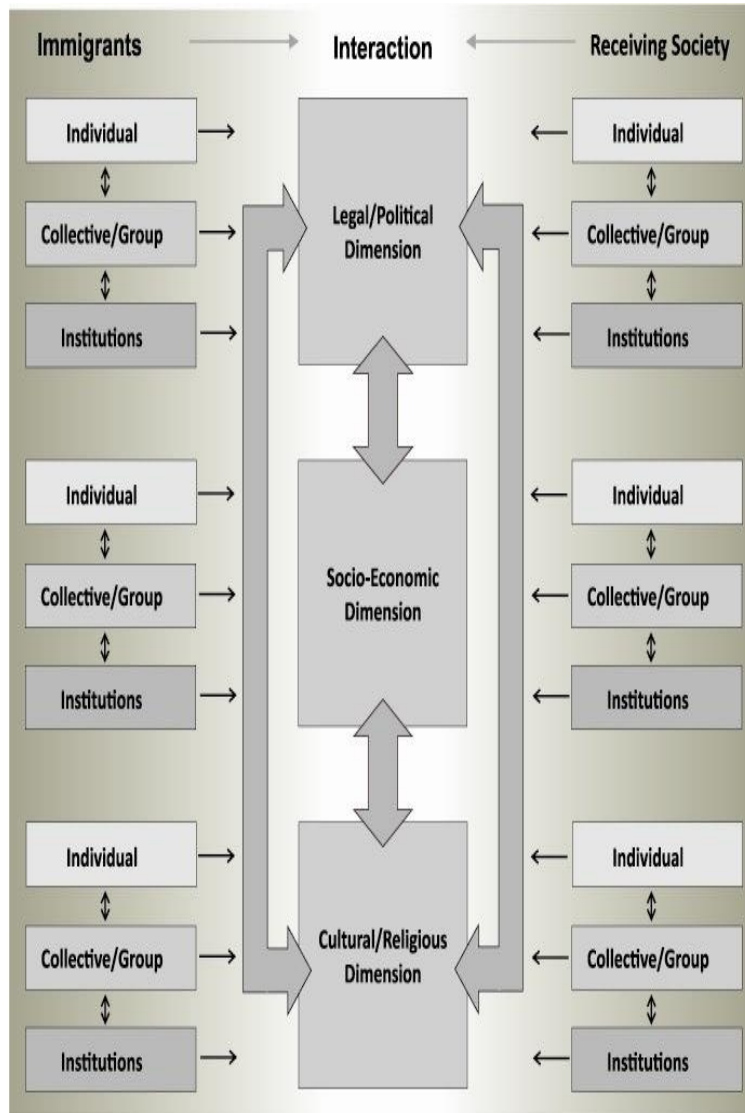 Immigrants Interaction Receiving Society
Individual Individual
Collective/Group Legal/Political Dimension Collective/Group
Institutions Institutions
Individual Individual
Collective/Group Socio-Economic Dimension Collective/Group
Institutions Institutions
Individual Individual
Collective/Group Cultural/Religious Dimension Collective/Group
Institutions Institutions